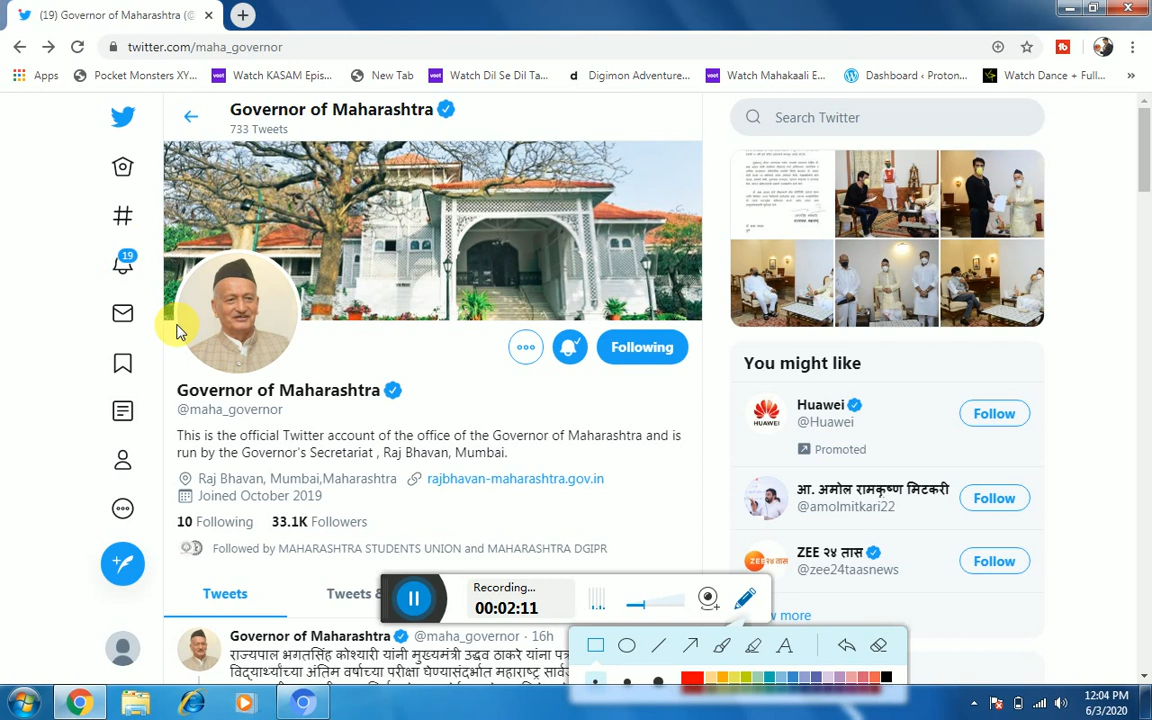 (19) Governor of Maharashtra (@
twitter.com/maha_governor
Apps Pocket Monsters XY... Watch KASAM Epis... New Tab Watch Dil Se Dil Ta... Digimon Adventure... Watch Mahakaali E... Dashboard ‹ Proton... Watch Dance + Full... »
Governor of Maharashtra
733 Tweets
Search Twitter
19
Following
Governor of Maharashtra
@maha_governor
This is the official Twitter account of the office of the Governor of Maharashtra and is
run by the Governor's Secretariat , Raj Bhavan, Mumbai.
Raj Bhavan, Mumbai,Maharashtra rajbhavan-maharashtra.gov.in
Joined October 2019
10 Following 33.1K Followers
Followed by MAHARASHTRA STUDENTS UNION and MAHARASHTRA DGIPR
Tweets Tweets &
Governor of Maharashtra @maha_governor · 16h
राज्यपाल भगतसिंह कोश्यारी यांनी मुख्यमंत्री उद्धव ठाकरे यांना पत्र
विद्यार्थ्यांच्या अंतिम वर्षाच्या परीक्षा घेण्यासंदर्भात महाराष्ट्र सार्व
You might like
Huawei
@Huawei
Follow
Promoted
आ. अमोल रामकृष्ण मिटकरी
@amolmitkari22
Follow
ZEE २४ तास
@zee24taasnews
Follow
more
Recording...
00:02:11
A
12:04 PM
6/3/2020